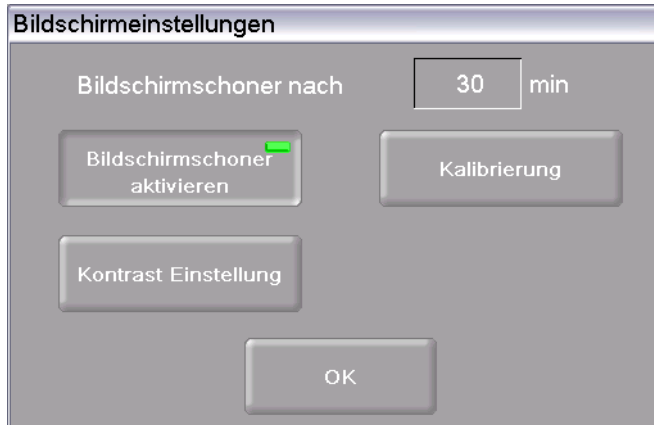 Bildschirmeinstellungen
Bildschirmschoner nach 30 min
Bildschirmschoner
aktivieren
Kalibrierung
Kontrast Einstellung
OK